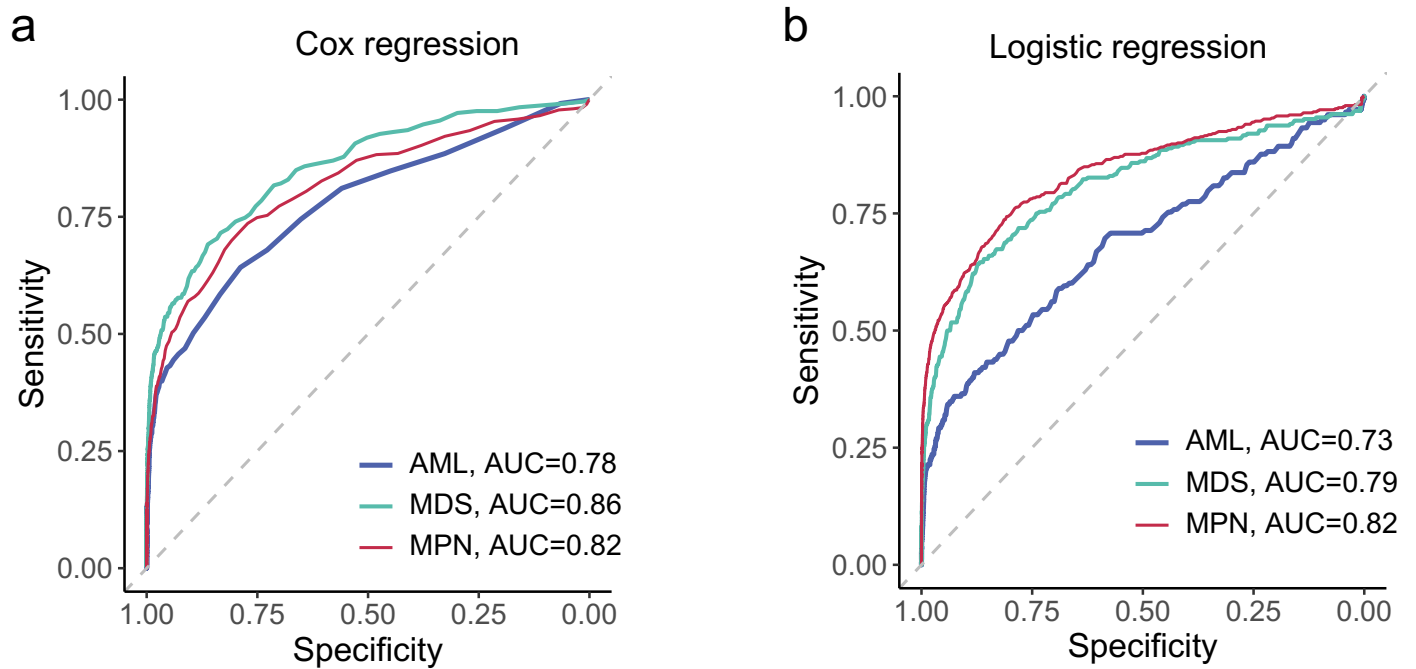 a
Cox regression
Sensitivity
1.00
0.75
0.50
0.25
0.00
AML, AUC=0.78
MDS, AUC=0.86
MPN, AUC=0.82
1.00 0.75 0.50 0.25 0.00
Specificity
b
Logistic regression
Sensitivity
1.00
0.75
0.50
0.25
0.00
AML, AUC=0.73
MDS, AUC=0.79
MPN, AUC=0.82
1.00 0.75 0.50 0.25 0.00
Specificity